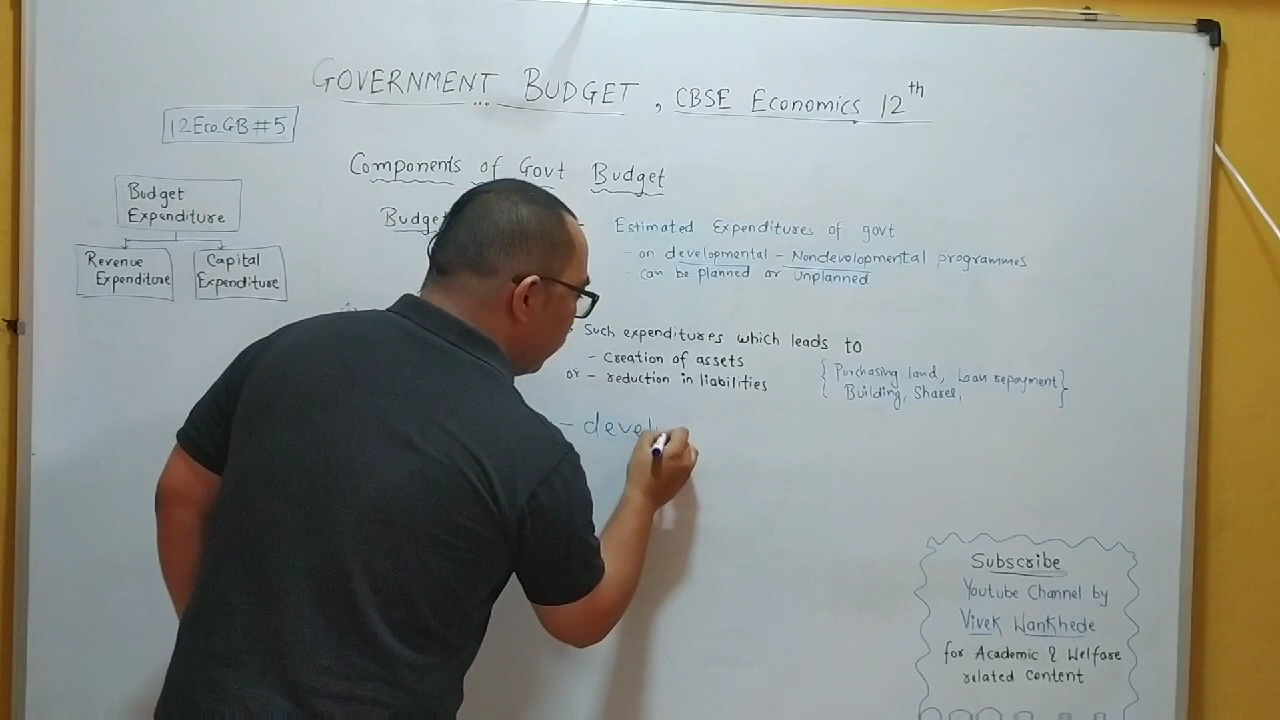 GOVERNMENT BUDGET, CBSE Economics 12th
12Eco.GB#5
Components of Govt Budget
Budget
Expenditure
Revenue
Expenditure
Capital
Expenditure
Estimated Expenditures of govt
- on developmental - Nondevelopmental programmes
- can be planned or Unplanned
Such expenditures which leads to
- Creation of assets
or - reduction in liabilities
{ Purchasing land, Loan repayment }
{ Building, Shares, }
- devel
Subscribe
Youtube Channel by
Vivek Wankhede
for Academic & Welfare
related content